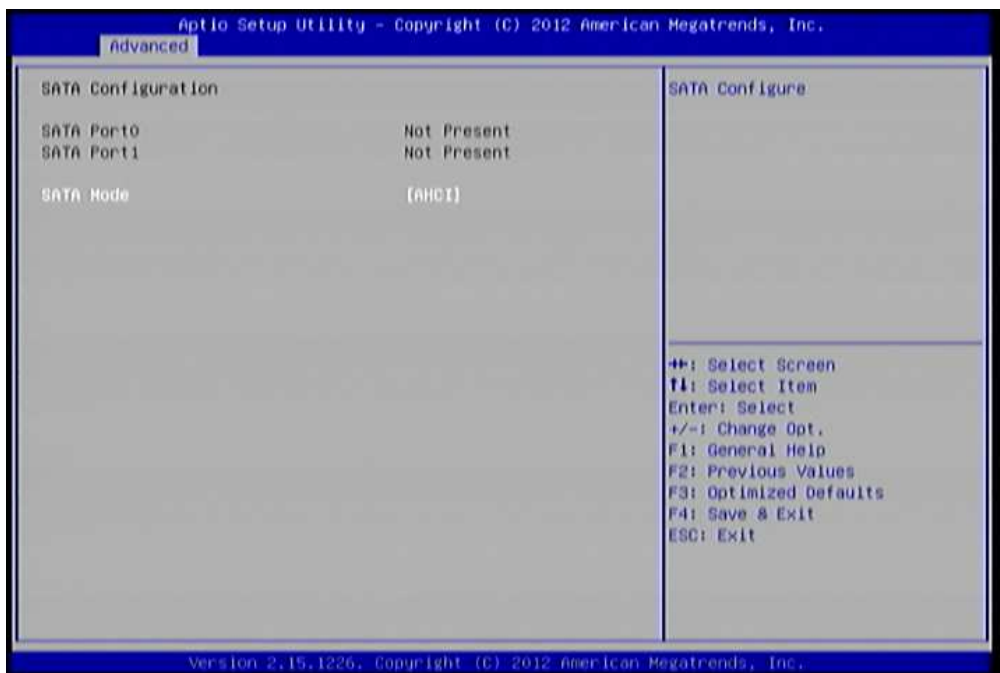 Aptio Setup Utility - Copyright (C) 2012 American Megatrends, Inc.
Advanced
SATA Configuration
SATA Port0 Not Present
SATA Port1 Not Present
SATA Mode [AHCI]
SATA Configure
→←: Select Screen
↑↓: Select Item
Enter: Select
+/-: Change Opt.
F1: General Help
F2: Previous Values
F3: Optimized Defaults
F4: Save & Exit
ESC: Exit
Version 2.15.1226. Copyright (C) 2012 American Megatrends, Inc.